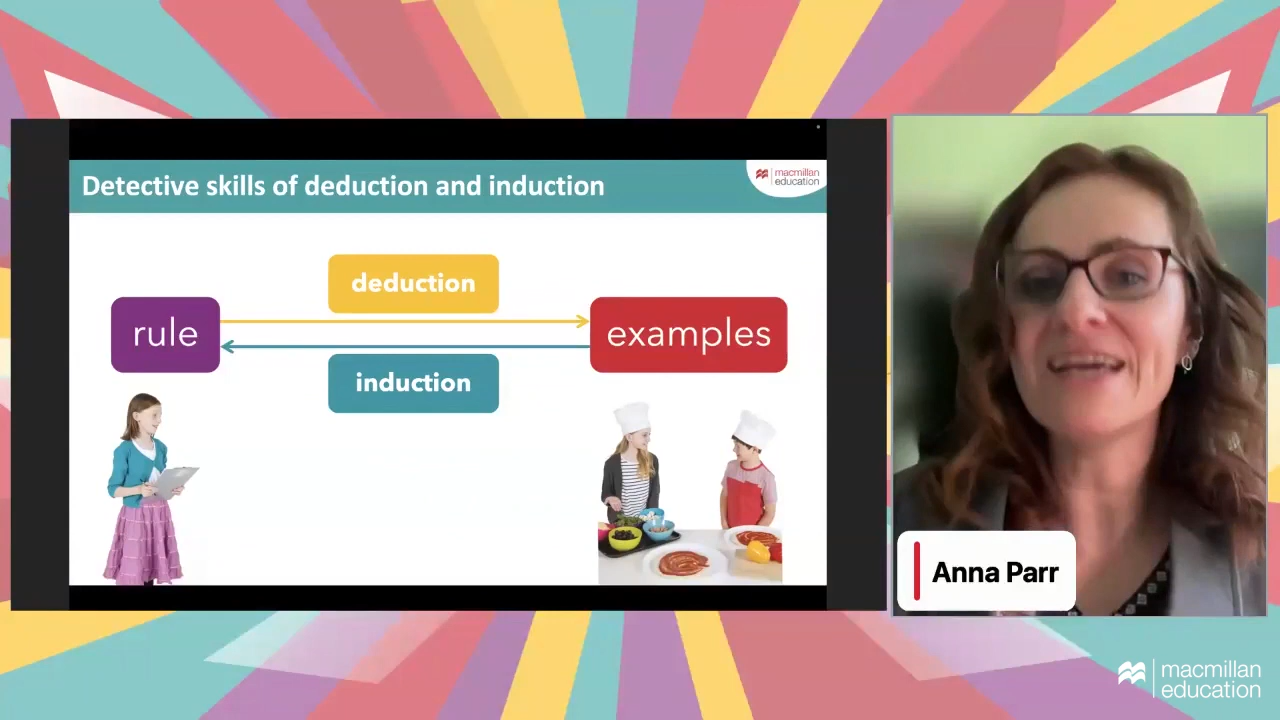 Detective skills of deduction and induction
macmillan
education
deduction
rule
examples
induction
Anna Parr
macmillan
education